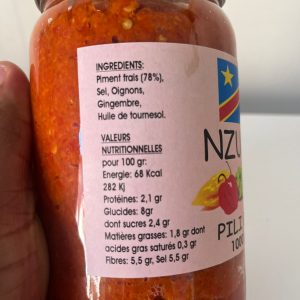 INGREDIENTS:
Piment frais (78%),
Sel, Oignons,
Gingembre,
Huile de tournesol.
VALEURS
NUTRITIONNELLES
pour 100 gr:
Energie: 68 Kcal
282 Kj
Protéines: 2,1 gr
Glucides: 8gr
dont sucres 2,4 gr
Matières grasses: 1,8 gr dont
acides gras saturés 0,3 gr
Fibres: 5,5 gr, Sel 5,5 gr
PILI